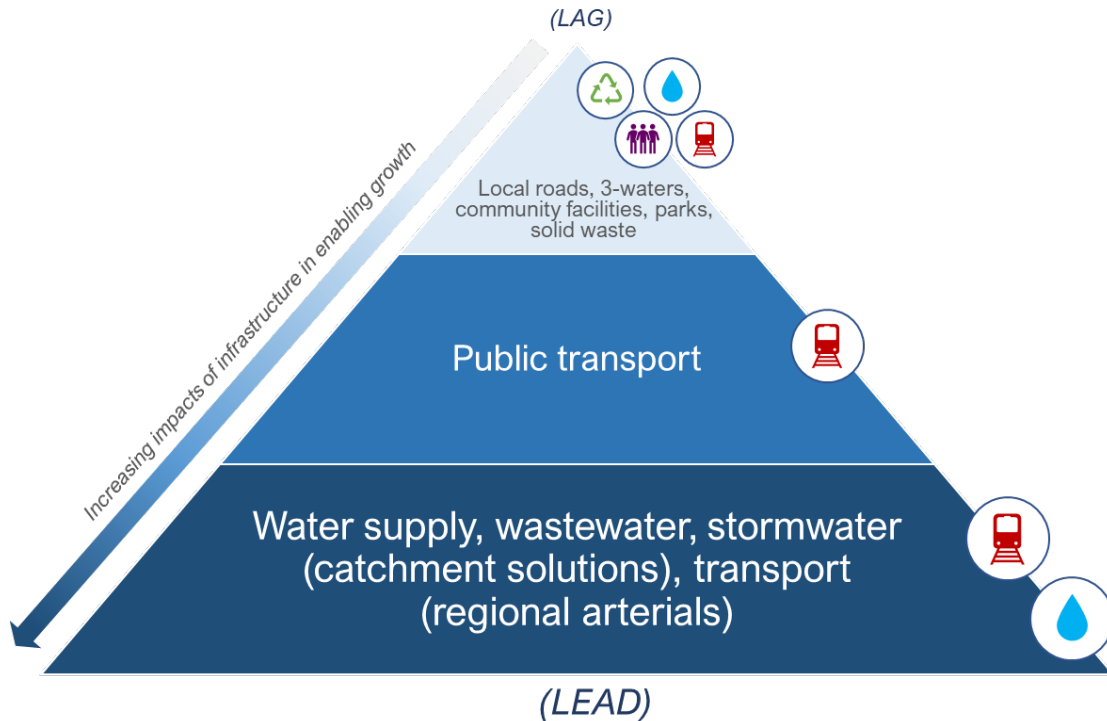 (LAG)
Local roads, 3-waters,
community facilities, parks,
solid waste
Increasing impacts of infrastructure in enabling growth
Public transport
Water supply, wastewater, stormwater
(catchment solutions), transport
(regional arterials)
(LEAD)